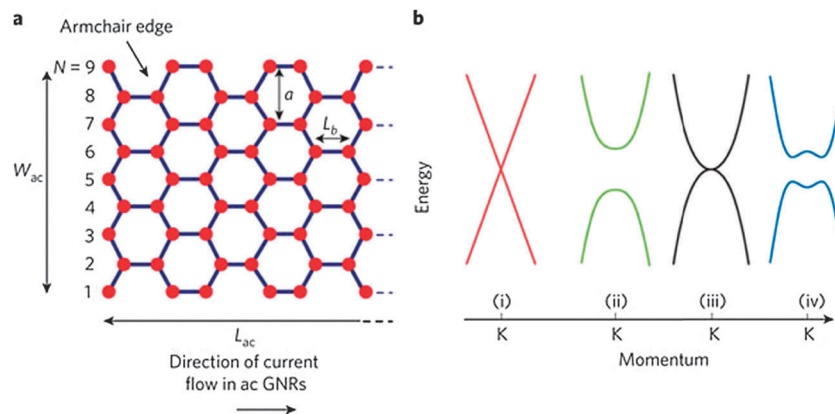 a
Armchair edge
N = 9
8
7
6
5
4
3
2
1
W_ac
a
L_b
L_ac
Direction of current
flow in ac GNRs
b
Energy
(i)
(ii)
(iii)
(iv)
K
K
K
K
Momentum